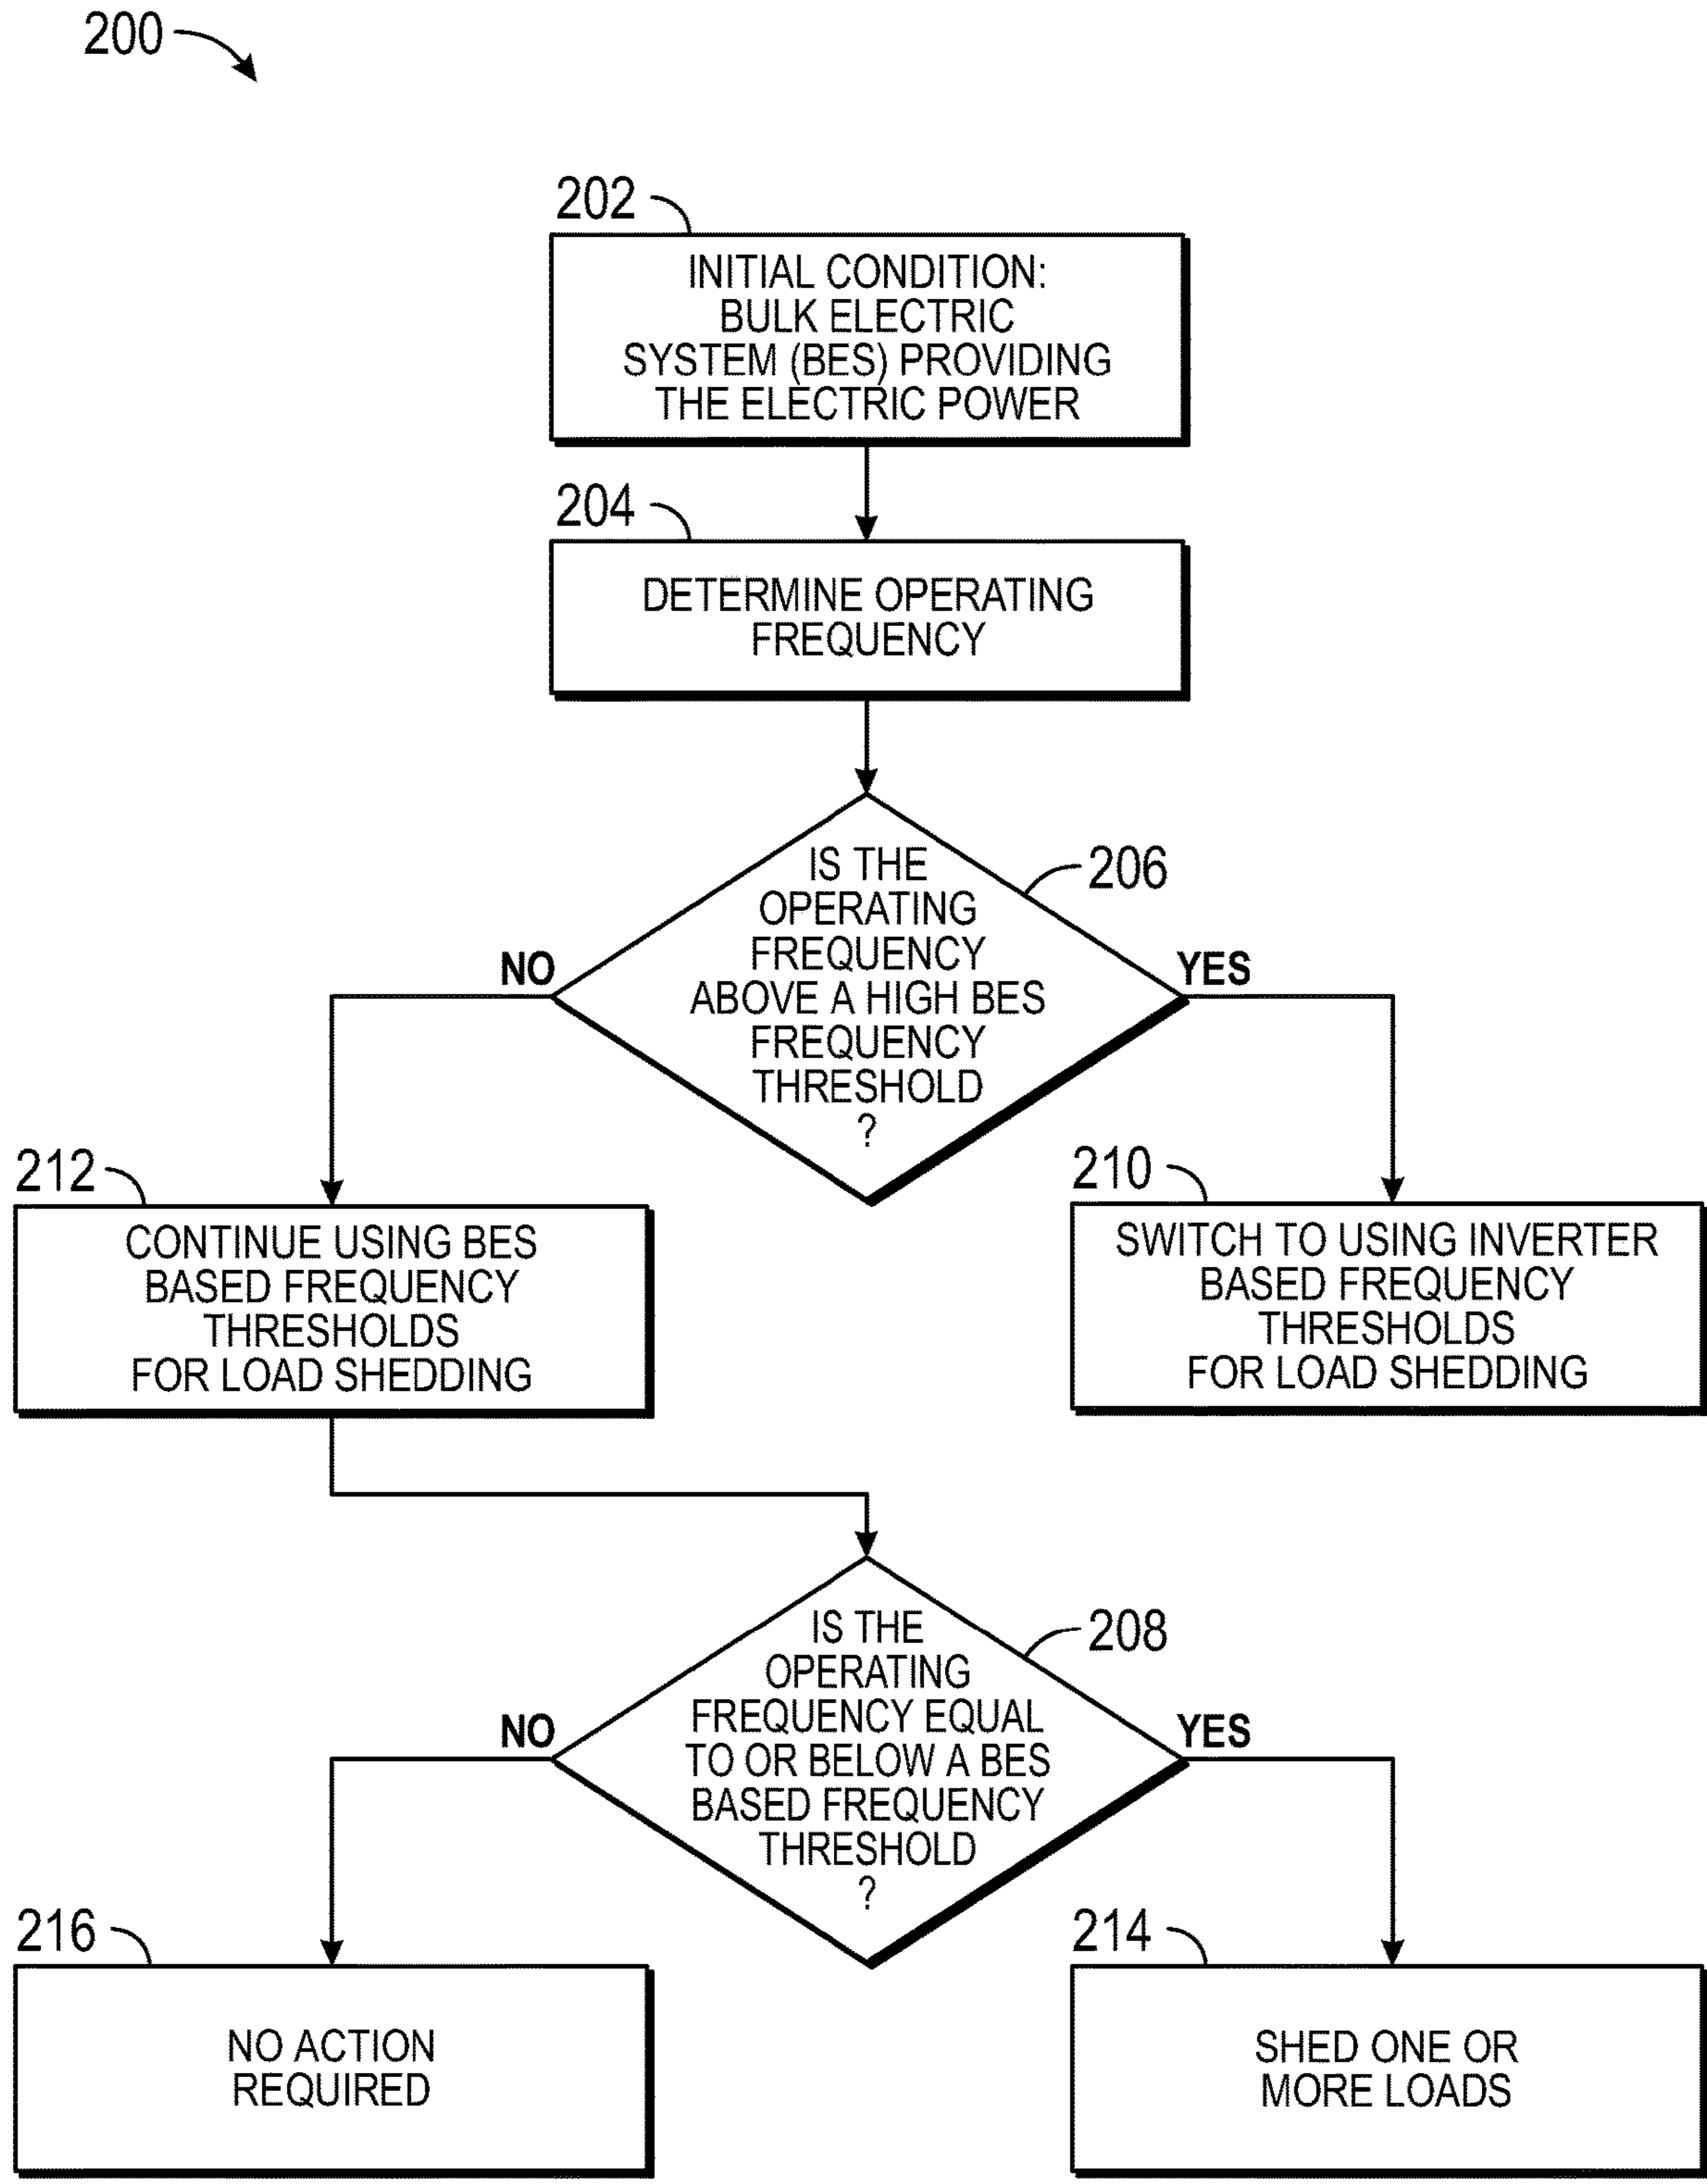 200
202
INITIAL CONDITION:
BULK ELECTRIC
SYSTEM (BES) PROVIDING
THE ELECTRIC POWER
204
DETERMINE OPERATING
FREQUENCY
206
IS THE
OPERATING
FREQUENCY
ABOVE A HIGH BES
FREQUENCY
THRESHOLD
?
NO
YES
212
CONTINUE USING BES
BASED FREQUENCY
THRESHOLDS
FOR LOAD SHEDDING
210
SWITCH TO USING INVERTER
BASED FREQUENCY
THRESHOLDS
FOR LOAD SHEDDING
208
IS THE
OPERATING
FREQUENCY EQUAL
TO OR BELOW A BES
BASED FREQUENCY
THRESHOLD
?
NO
YES
216
NO ACTION
REQUIRED
214
SHED ONE OR
MORE LOADS